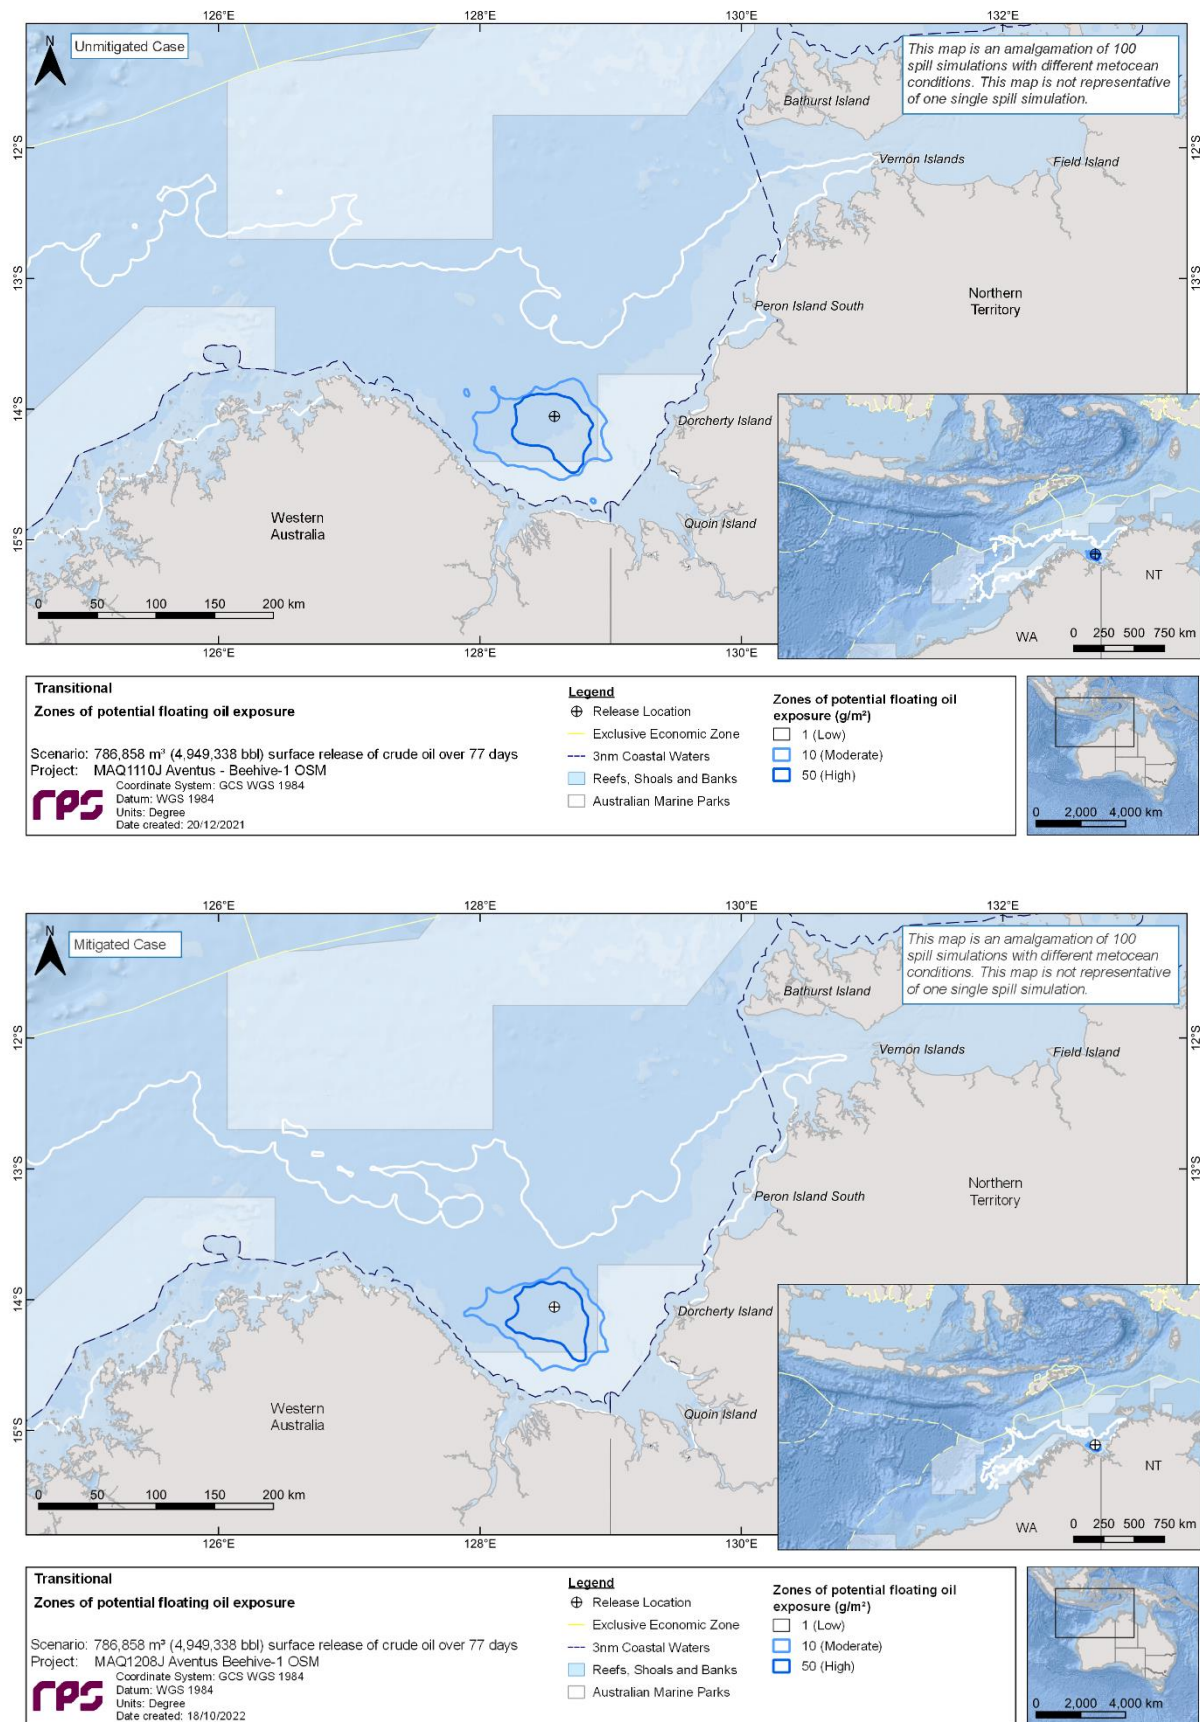 126°E
128°E
130°E
132°E
N
Unmitigated Case
This map is an amalgamation of 100
spill simulations with different metocean
conditions. This map is not representative
of one single spill simulation.
Bathurst Island
12°S
Vernon Islands
Field Island
12°S
13°S
Peron Island South
Northern
Territory
13°S
14°S
Dorcherty Island
Quoin Island
Western
Australia
15°S
0 50 100 150 200 km
NT
WA
0 250 500 750 km
126°E
128°E
130°E
Transitional
Zones of potential floating oil exposure
Scenario: 786,858 m³ (4,949,338 bbl) surface release of crude oil over 77 days
Project: MAQ1110J Aventus - Beehive-1 OSM
rps
Coordinate System: GCS WGS 1984
Datum: WGS 1984
Units: Degree
Date created: 20/12/2021
Legend
Release Location
Exclusive Economic Zone
3nm Coastal Waters
Reefs, Shoals and Banks
Australian Marine Parks
Zones of potential floating oil
exposure (g/m²)
1 (Low)
10 (Moderate)
50 (High)
0 2,000 4,000 km
126°E
128°E
130°E
132°E
N
Mitigated Case
This map is an amalgamation of 100
spill simulations with different metocean
conditions. This map is not representative
of one single spill simulation.
Bathurst Island
12°S
Vernon Islands
Field Island
12°S
13°S
Peron Island South
Northern
Territory
13°S
14°S
Dorcherty Island
Quoin Island
Western
Australia
15°S
0 50 100 150 200 km
NT
WA
0 250 500 750 km
126°E
128°E
130°E
Transitional
Zones of potential floating oil exposure
Scenario: 786,858 m³ (4,949,338 bbl) surface release of crude oil over 77 days
Project: MAQ1208J Aventus Beehive-1 OSM
rps
Coordinate System: GCS WGS 1984
Datum: WGS 1984
Units: Degree
Date created: 18/10/2022
Legend
Release Location
Exclusive Economic Zone
3nm Coastal Waters
Reefs, Shoals and Banks
Australian Marine Parks
Zones of potential floating oil
exposure (g/m²)
1 (Low)
10 (Moderate)
50 (High)
0 2,000 4,000 km